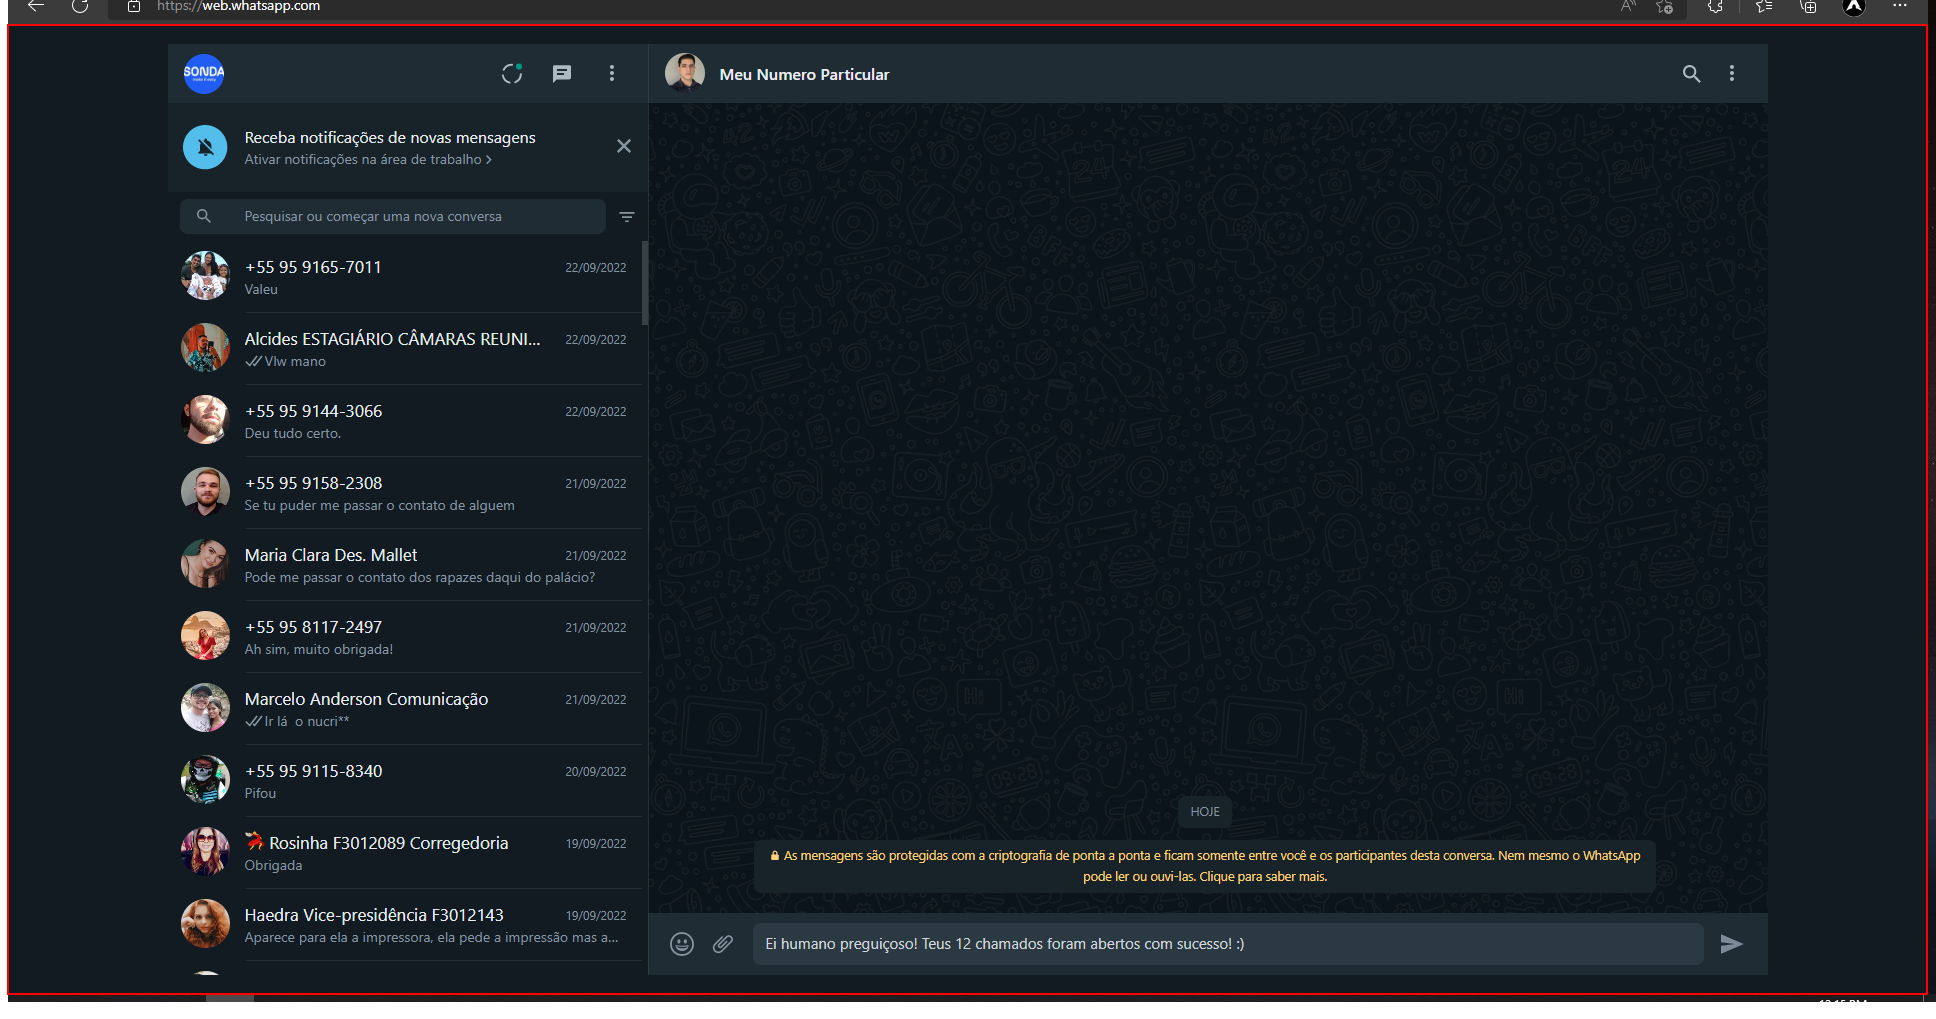 https://web.whatsapp.com
SONDA
Meu Numero Particular
Receba notificações de novas mensagens
Ativar notificações na área de trabalho
Pesquisar ou começar uma nova conversa
+55 95 9165-7011 22/09/2022
Valeu
Alcides ESTAGIÁRIO CÂMARAS REUNI... 22/09/2022
Vlw mano
+55 95 9144-3066 22/09/2022
Deu tudo certo.
+55 95 9158-2308 21/09/2022
Se tu puder me passar o contato de alguem
Maria Clara Des. Mallet 21/09/2022
Pode me passar o contato dos rapazes daqui do palácio?
+55 95 8117-2497 21/09/2022
Ah sim, muito obrigada!
Marcelo Anderson Comunicação 21/09/2022
Ir lá  o nucri**
+55 95 9115-8340 20/09/2022
Pifou
Rosinha F3012089 Corregedoria 19/09/2022
Obrigada
Haedra Vice-presidência F3012143 19/09/2022
Aparece para ela a impressora, ela pede a impressão mas a...
HOJE
As mensagens são protegidas com a criptografia de ponta a ponta e ficam somente entre você e os participantes desta conversa. Nem mesmo o WhatsApp
pode ler ou ouvi-las. Clique para saber mais.
Ei humano preguiçoso! Teus 12 chamados foram abertos com sucesso! :)